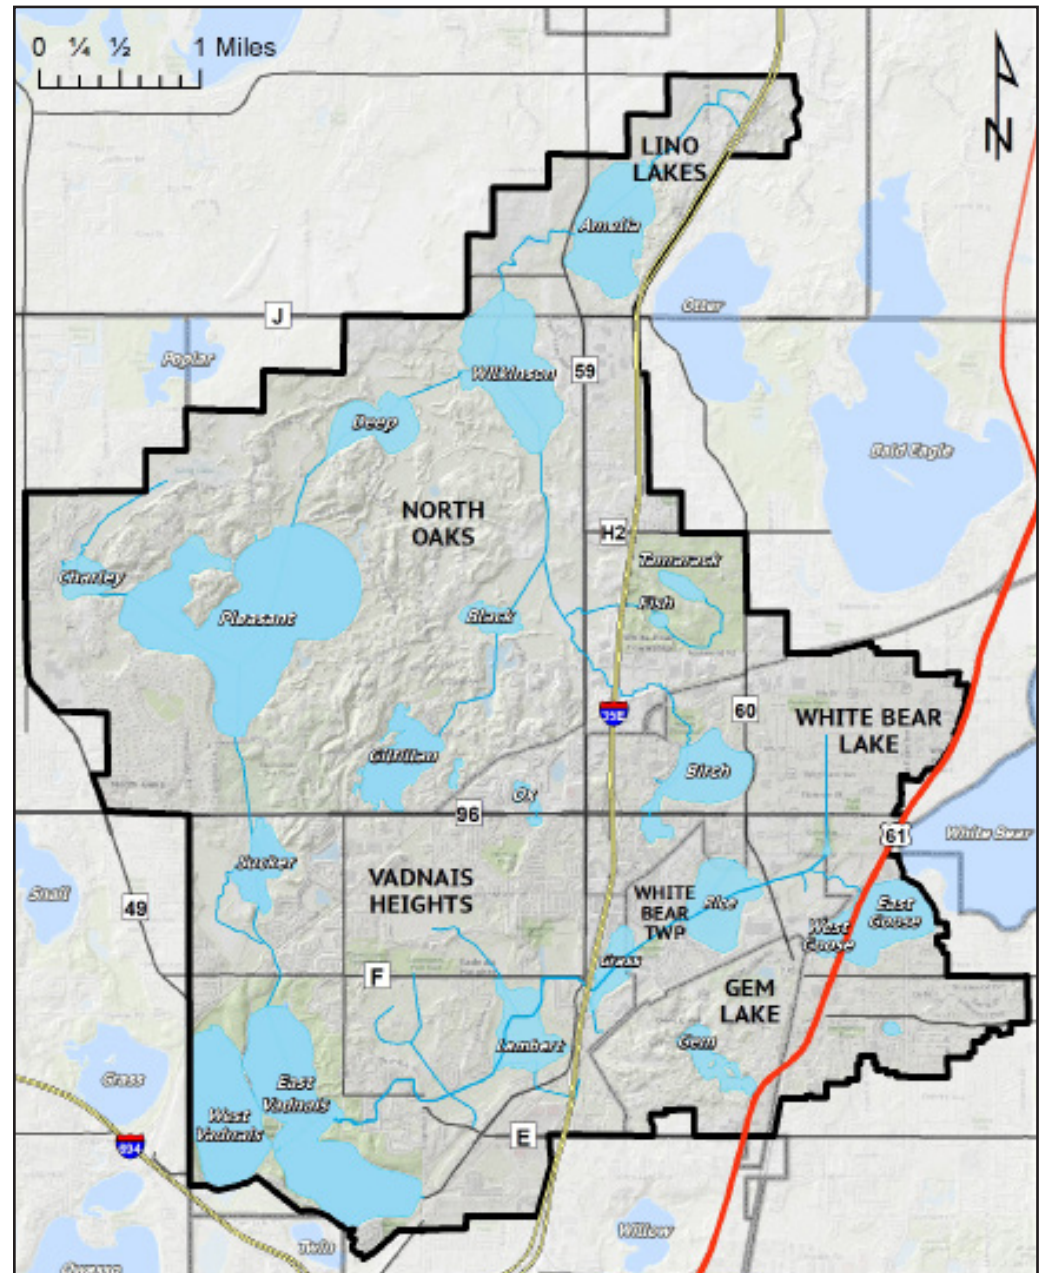 0 ¼ ½ 1 Miles
N
LINO
LAKES
Amelia
Otter
J
Poplar
Wilkinson
59
Deep
Bald Eagle
NORTH
OAKS
H2
Tamarack
Charley
Fish
Pleasant
Black
35E
60
WHITE BEAR
LAKE
Gilfillan
Birch
Ox
96
61
White Bear
Sucker
VADNAIS
HEIGHTS
Snail
49
WHITE
BEAR
TWP
Rice
East
Goose
West
Goose
Grass
F
GEM
LAKE
Lambert
Gem
Grass
East
Vadnais
West
Vadnais
694
E
Willow
Twin
Owasso